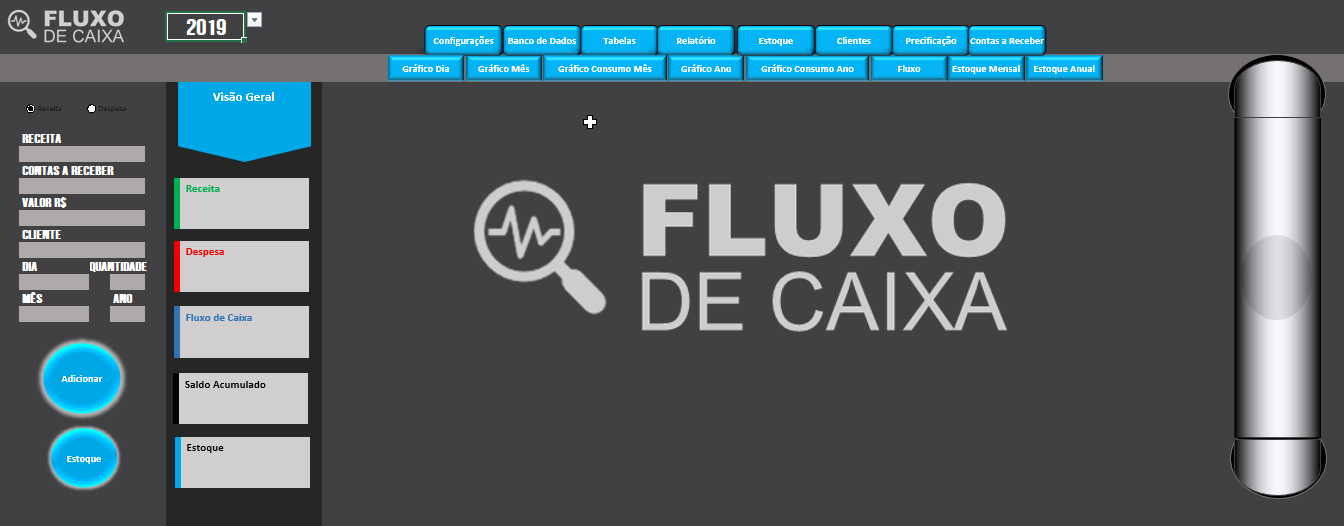 FLUXO
DE CAIXA
2019
Configurações
Banco de Dados
Tabelas
Relatório
Estoque
Clientes
Precificação
Contas a Receber
Gráfico Dia
Gráfico Mês
Gráfico Consumo Mês
Gráfico Ano
Gráfico Consumo Ano
Fluxo
Estoque Mensal
Estoque Anual
Receita
Despesa
RECEITA
CONTAS A RECEBER
VALOR R$
CLIENTE
DIA
QUANTIDADE
MÊS
ANO
Adicionar
Estoque
Visão Geral
Receita
Despesa
Fluxo de Caixa
Saldo Acumulado
Estoque
FLUXO
DE CAIXA